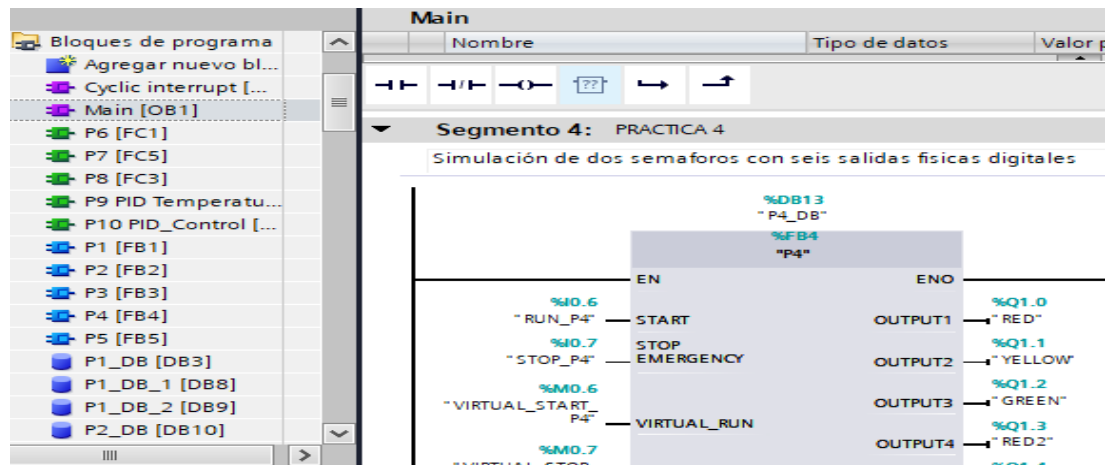 Bloques de programa
Agregar nuevo bl...
Cyclic interrupt [...
Main [OB1]
P6 [FC1]
P7 [FC5]
P8 [FC3]
P9 PID Temperatu...
P10 PID_Control [...
P1 [FB1]
P2 [FB2]
P3 [FB3]
P4 [FB4]
P5 [FB5]
P1_DB [DB3]
P1_DB_1 [DB8]
P1_DB_2 [DB9]
P2_DB [DB10]
Main
Nombre Tipo de datos Valor p
??
Segmento 4: PRACTICA 4
Simulación de dos semaforos con seis salidas fisicas digitales
%DB13
"P4_DB"
%FB4
"P4"
EN ENO
%I0.6
"RUN_P4" START
%I0.7
"STOP_P4" STOP
EMERGENCY
%M0.6
"VIRTUAL_START_
P4" VIRTUAL_RUN
%M0.7
%Q1.0
OUTPUT1 "RED"
%Q1.1
OUTPUT2 "YELLOW"
%Q1.2
OUTPUT3 "GREEN"
%Q1.3
OUTPUT4 "RED2"